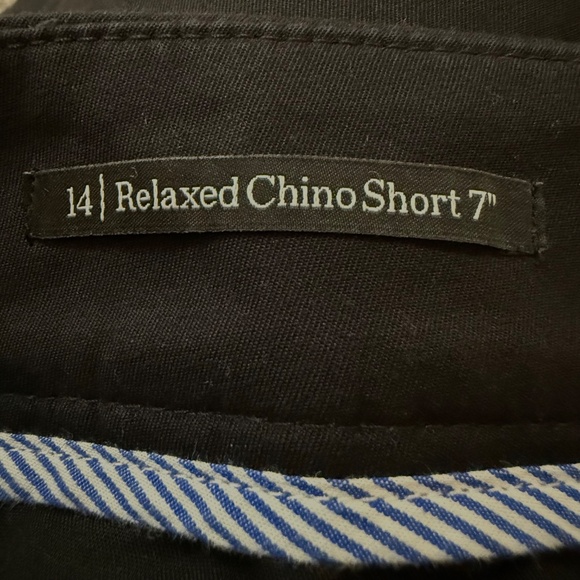 14| Relaxed Chino Short 7"